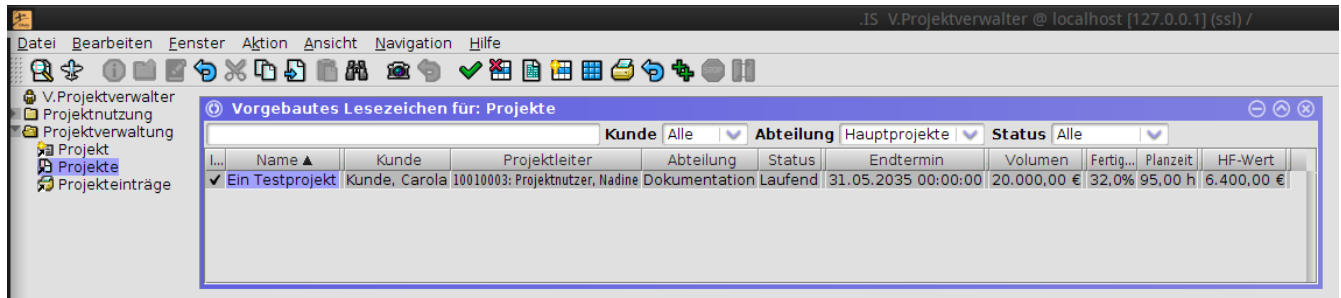 .IS V.Projektverwalter @ localhost [127.0.0.1] (ssl) /
Datei Bearbeiten Fenster Aktion Ansicht Navigation Hilfe
V.Projektverwalter
Projektnutzung
Projektverwaltung
Projekt
Projekte
Projekteinträge
Vorgebautes Lesezeichen für: Projekte
Kunde Alle Abteilung Hauptprojekte Status Alle
I... Name ▲ Kunde Projektleiter Abteilung Status Endtermin Volumen Fertig... Planzeit HF-Wert
✔ Ein Testprojekt Kunde, Carola 10010003: Projektnutzer, Nadine Dokumentation Laufend 31.05.2035 00:00:00 20.000,00 € 32,0% 95,00 h 6.400,00 €